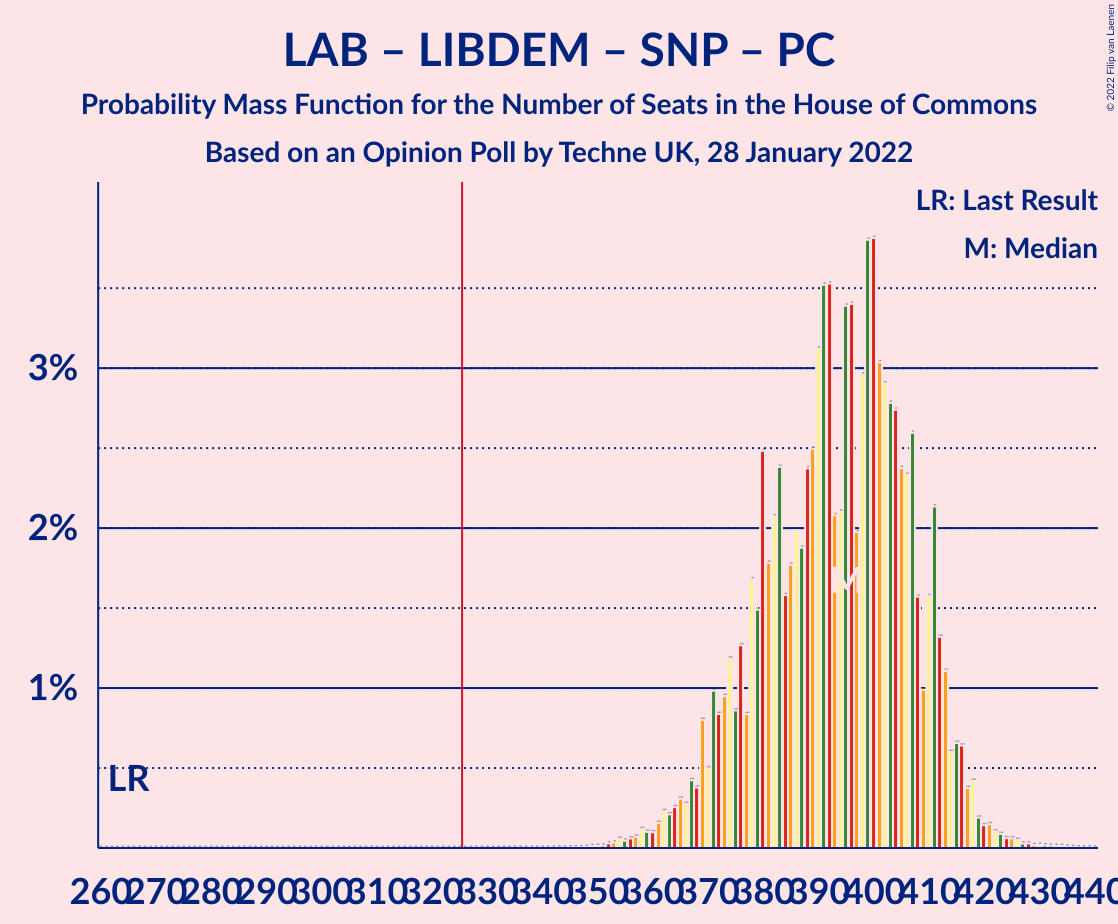 LAB – LIBDEM – SNP – PC
Probability Mass Function for the Number of Seats in the House of Commons
Based on an Opinion Poll by Techne UK, 28 January 2022
© 2022 Filip van Laenen
LR: Last Result
M: Median
3%
2%
1%
LR
M
260 270 280 290 300 310 320 330 340 350 360 370 380 390 400 410 420 430 440